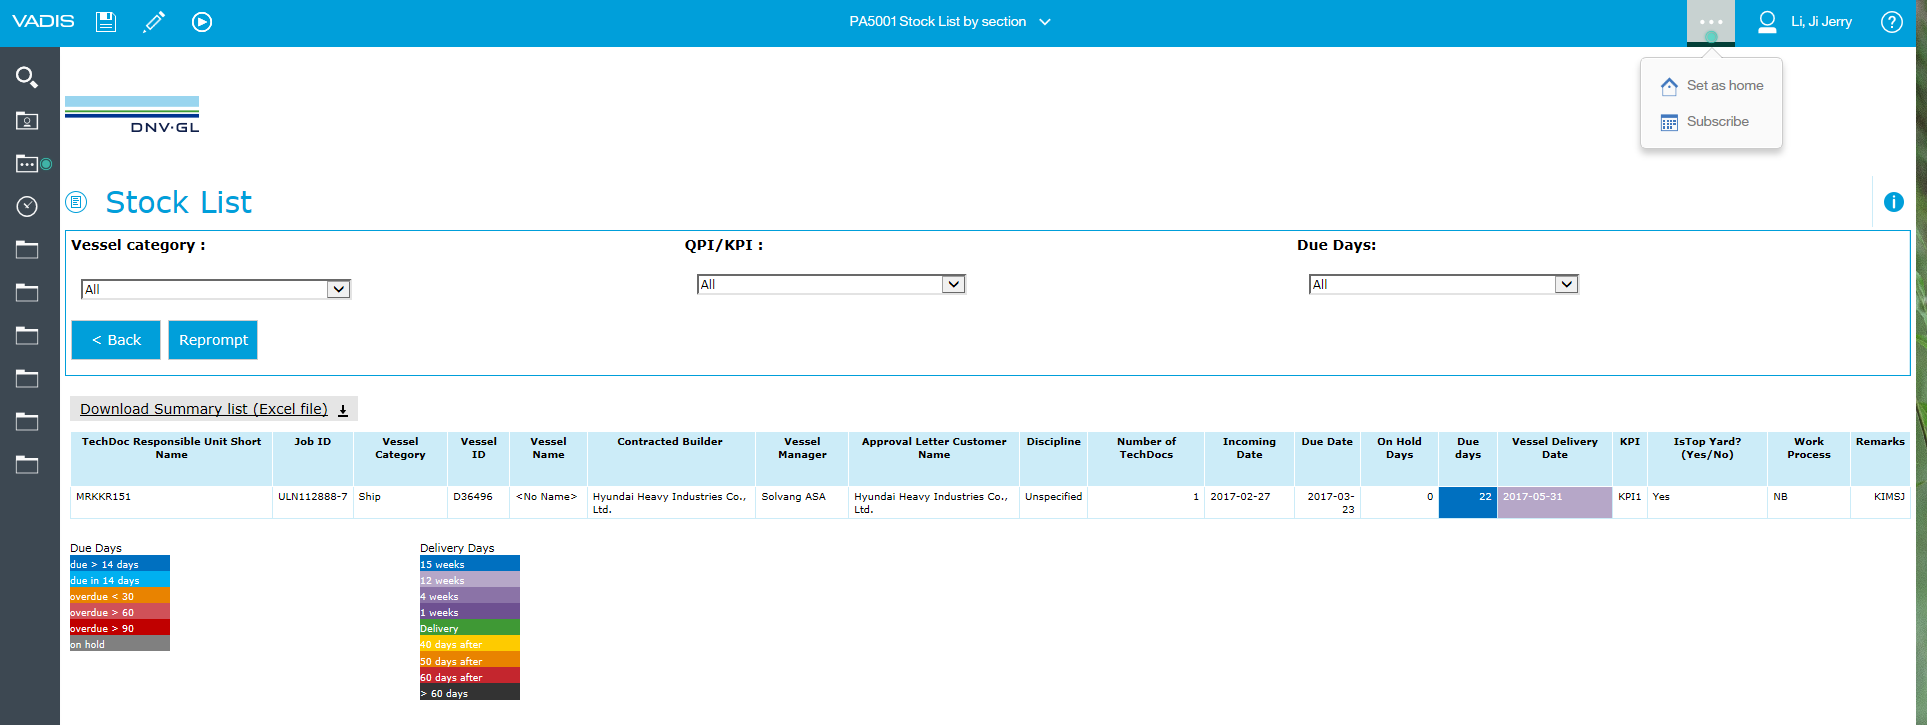 VADIS
PA5001 Stock List by section
Li, Ji Jerry
Set as home
Subscribe
DNV·GL
Stock List
Vessel category :
QPI/KPI :
Due Days:
All
All
All
< Back
Reprompt
Download Summary list (Excel file)
TechDoc Responsible Unit Short Name
Job ID
Vessel Category
Vessel ID
Vessel Name
Contracted Builder
Vessel Manager
Approval Letter Customer Name
Discipline
Number of TechDocs
Incoming Date
Due Date
On Hold Days
Due days
Vessel Delivery Date
KPI
IsTop Yard? (Yes/No)
Work Process
Remarks
MRKKR151
ULN112888-7
Ship
D36496
<No Name>
Hyundai Heavy Industries Co., Ltd.
Solvang ASA
Hyundai Heavy Industries Co., Ltd.
Unspecified
1
2017-02-27
2017-03-23
0
22
2017-05-31
KPI1
Yes
NB
KIMSJ
Due Days
due > 14 days
due in 14 days
overdue < 30
overdue > 60
overdue > 90
on hold
Delivery Days
15 weeks
12 weeks
4 weeks
1 weeks
Delivery
40 days after
50 days after
60 days after
> 60 days